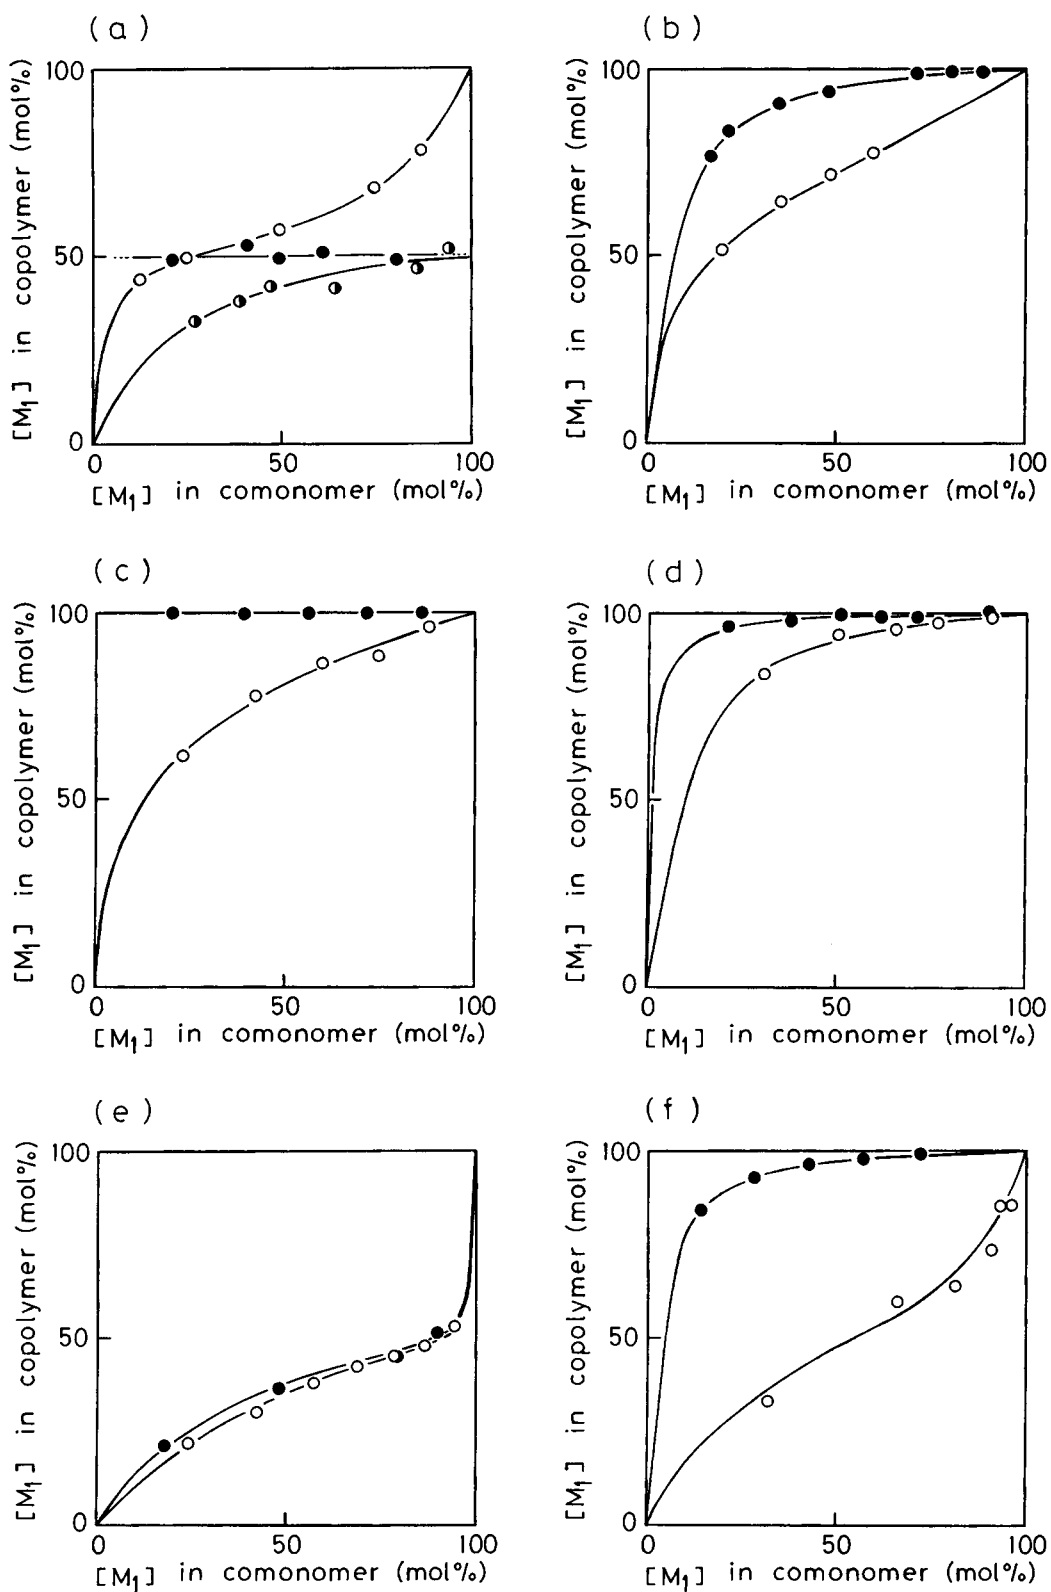 (a)
[M1] in copolymer (mol%)
100
50
0
0 50 100
[M1] in comonomer (mol%)
(b)
[M1] in copolymer (mol%)
100
50
0
0 50 100
[M1] in comonomer (mol%)
(c)
[M1] in copolymer (mol%)
100
50
0
0 50 100
[M1] in comonomer (mol%)
(d)
[M1] in copolymer (mol%)
100
50
0
0 50 100
[M1] in comonomer (mol%)
(e)
[M1] in copolymer (mol%)
100
50
0
0 50 100
[M1] in comonomer (mol%)
(f)
[M1] in copolymer (mol%)
100
50
0
0 50 100
[M1] in comonomer (mol%)